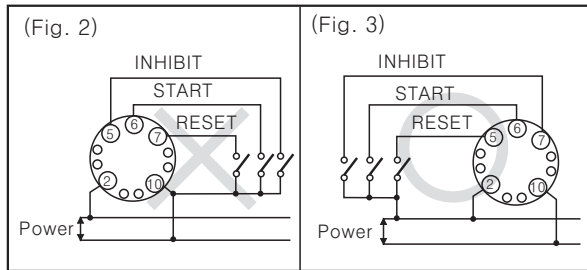 (Fig. 2)
INHIBIT
START
RESET
5
6
7
2
10
Power
(Fig. 3)
INHIBIT
START
RESET
5
6
7
2
10
Power